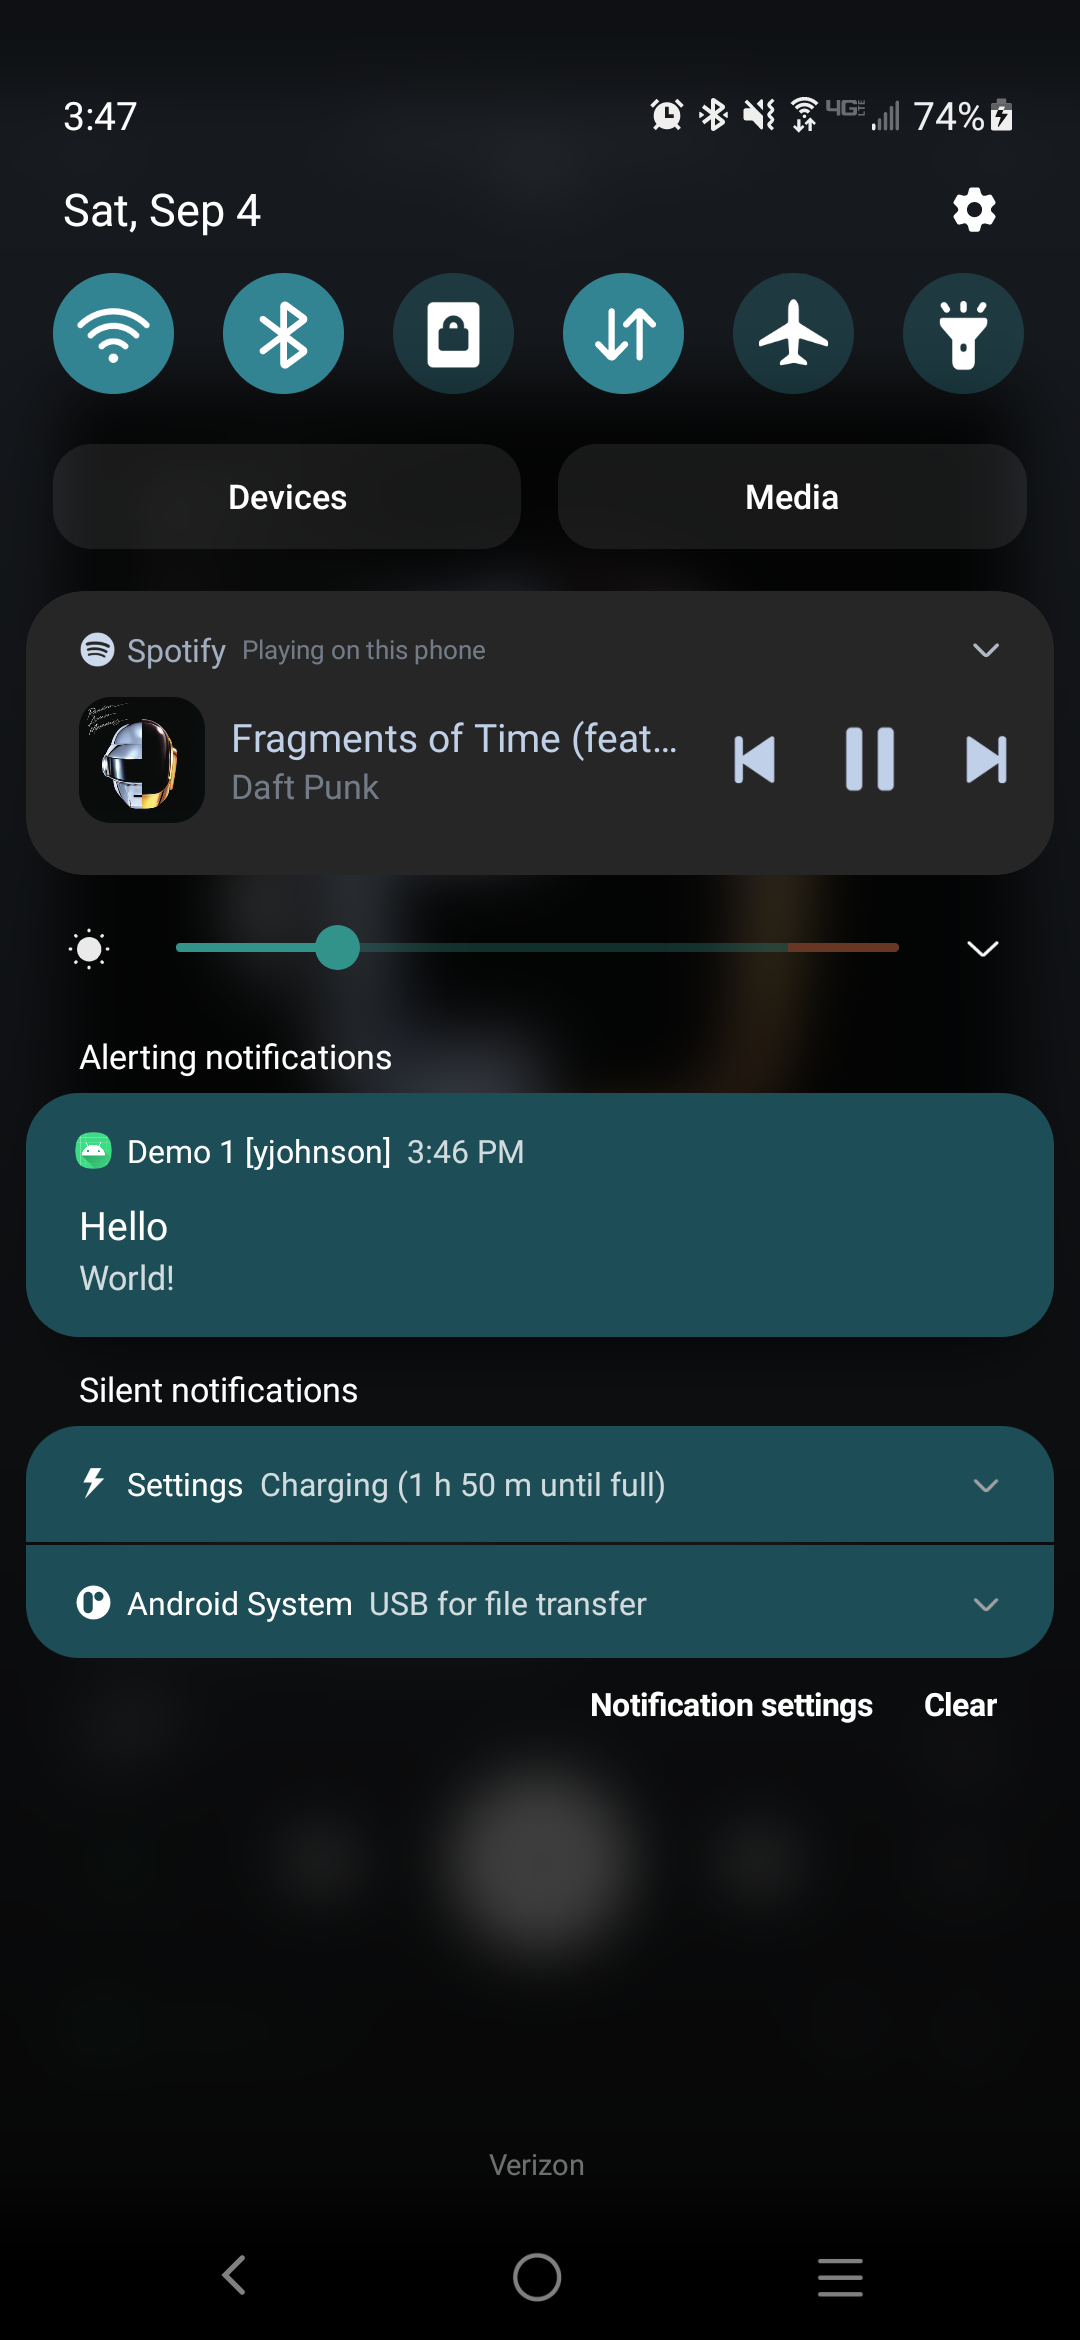 3:47
4G LTE 74%
Sat, Sep 4
Devices
Media
Spotify Playing on this phone
Fragments of Time (feat...
Daft Punk
Alerting notifications
Demo 1 [yjohnson] 3:46 PM
Hello
World!
Silent notifications
Settings Charging (1 h 50 m until full)
Android System USB for file transfer
Notification settings Clear
Verizon